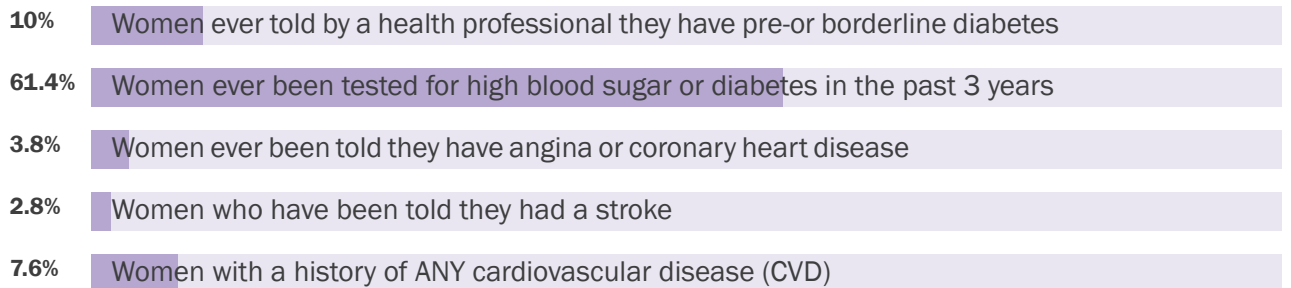 10% Women ever told by a health professional they have pre-or borderline diabetes
61.4% Women ever been tested for high blood sugar or diabetes in the past 3 years
3.8% Women ever been told they have angina or coronary heart disease
2.8% Women who have been told they had a stroke
7.6% Women with a history of ANY cardiovascular disease (CVD)